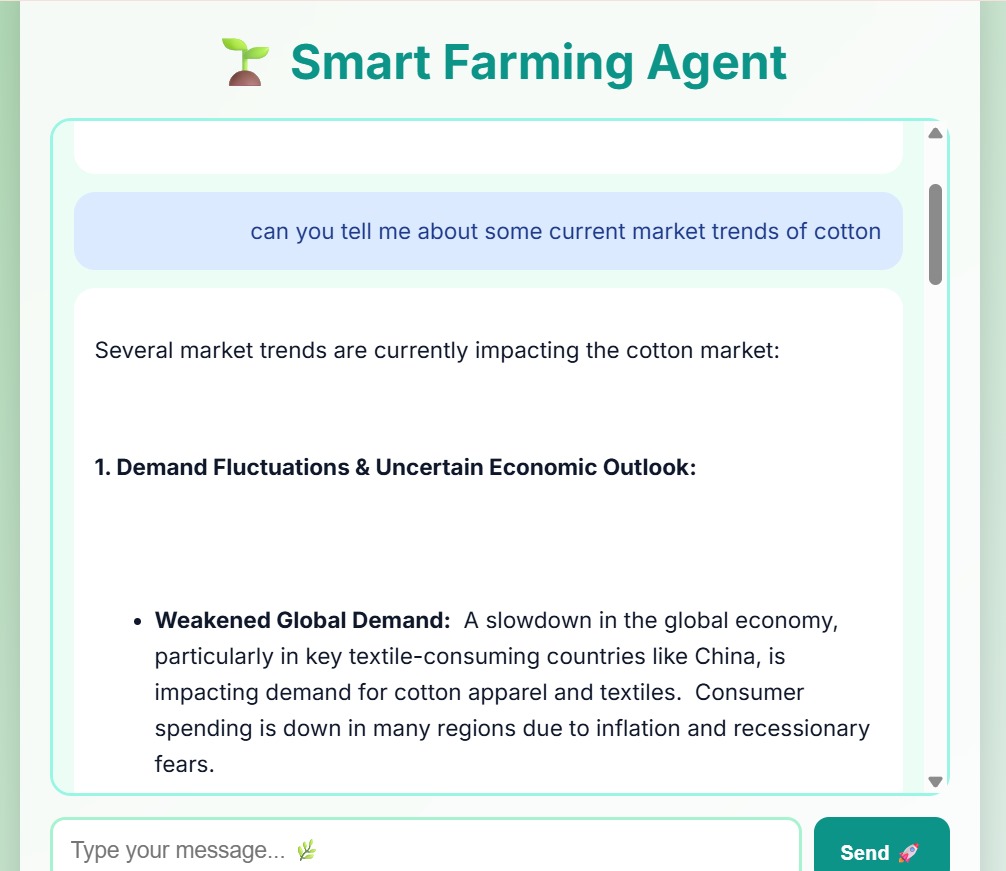 🌱 Smart Farming Agent
can you tell me about some current market trends of cotton
Several market trends are currently impacting the cotton market:
1. Demand Fluctuations & Uncertain Economic Outlook:
• Weakened Global Demand:  A slowdown in the global economy,
particularly in key textile-consuming countries like China, is
impacting demand for cotton apparel and textiles.  Consumer
spending is down in many regions due to inflation and recessionary
fears.
Type your message... 🌿
Send 🚀